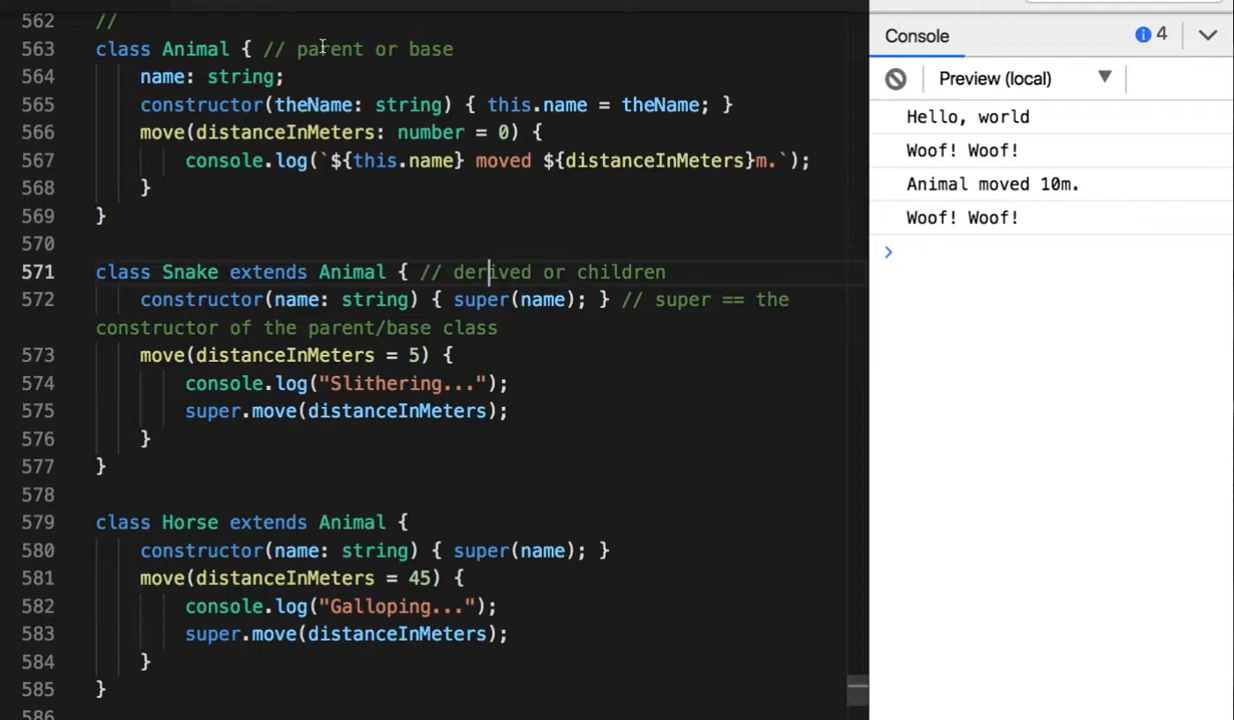 562 //
563 class Animal { // parent or base
564 name: string;
565 constructor(theName: string) { this.name = theName; }
566 move(distanceInMeters: number = 0) {
567 console.log(`${this.name} moved ${distanceInMeters}m.`);
568 }
569 }
570
571 class Snake extends Animal { // derived or children
572 constructor(name: string) { super(name); } // super == the
constructor of the parent/base class
573 move(distanceInMeters = 5) {
574 console.log("Slithering...");
575 super.move(distanceInMeters);
576 }
577 }
578
579 class Horse extends Animal {
580 constructor(name: string) { super(name); }
581 move(distanceInMeters = 45) {
582 console.log("Galloping...");
583 super.move(distanceInMeters);
584 }
585 }
586
Console
4
Preview (local)
Hello, world
Woof! Woof!
Animal moved 10m.
Woof! Woof!